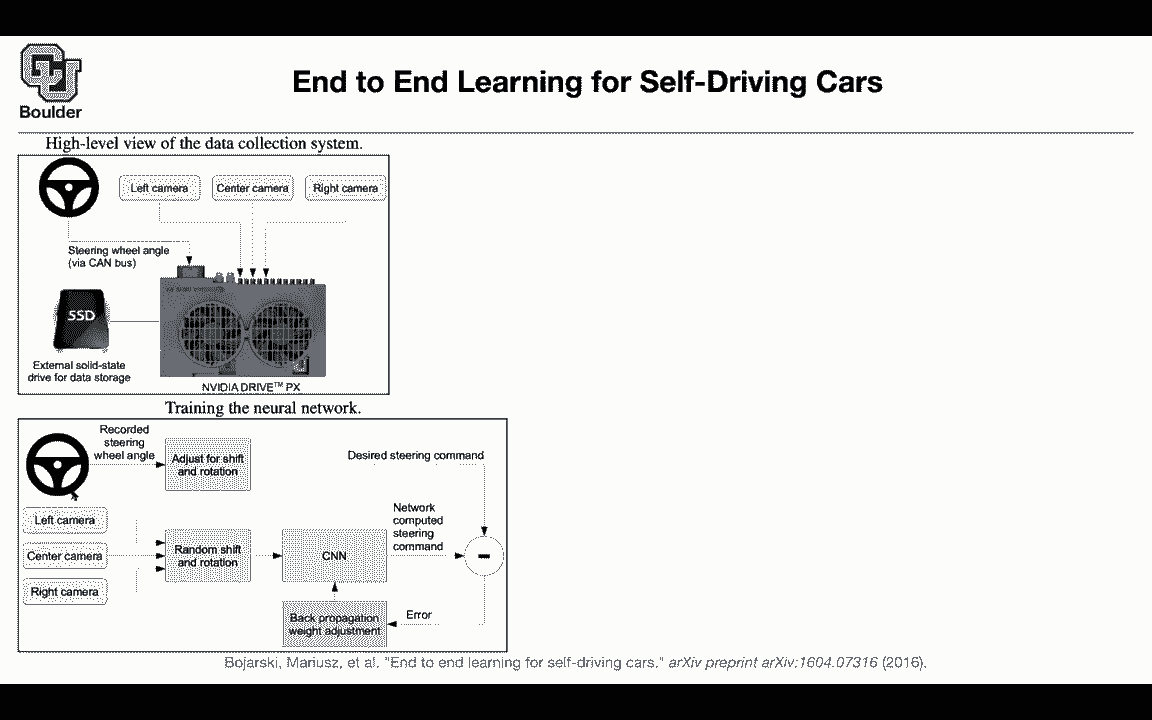 Boulder
End to End Learning for Self-Driving Cars
High-level view of the data collection system.
Left camera
Center camera
Right camera
Steering wheel angle
(via CAN bus)
SSD
External solid-state
drive for data storage
NVIDIA DRIVE™ PX
Training the neural network.
Recorded
steering
wheel angle
Adjust for shift
and rotation
Desired steering command
Left camera
Center camera
Right camera
Random shift
and rotation
CNN
Network
computed
steering
command
-
Back propagation
weight adjustment
Error
Bojarski, Mariusz, et al. "End to end learning for self-driving cars." arXiv preprint arXiv:1604.07316 (2016).